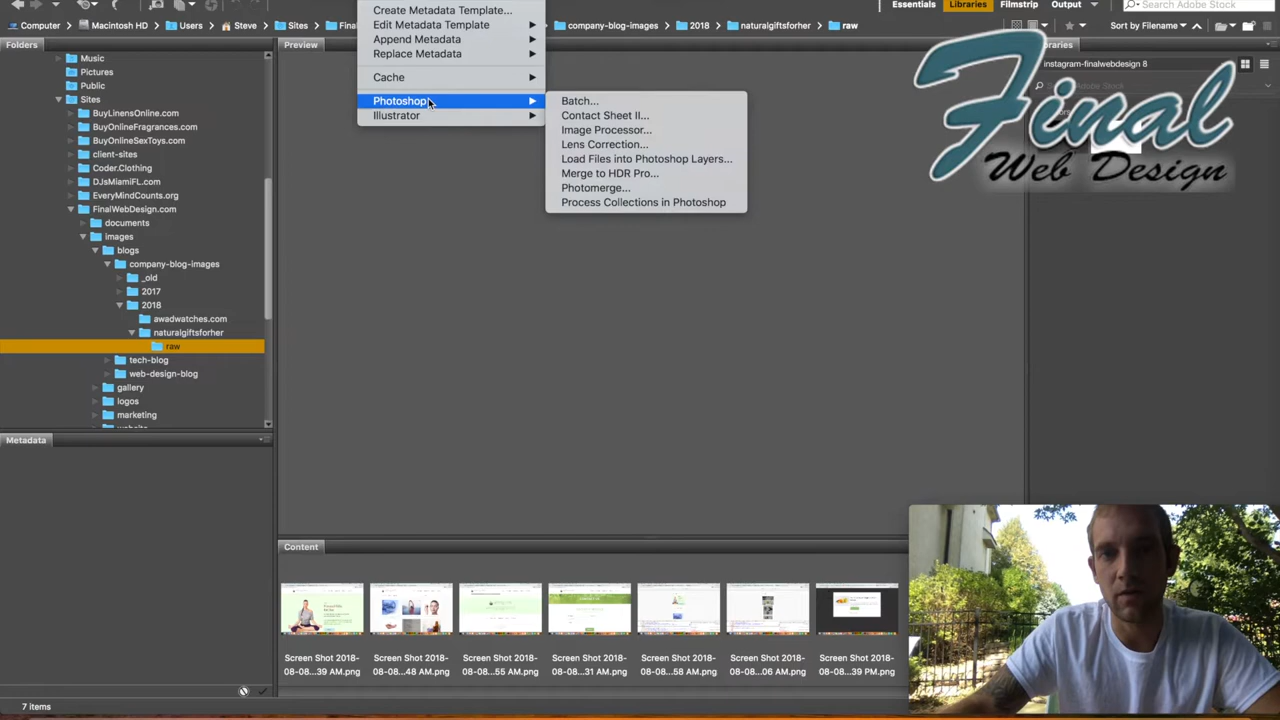 Create Metadata Template...
Edit Metadata Template
Append Metadata
Replace Metadata
Cache
Photoshop
Illustrator
Batch...
Contact Sheet II...
Image Processor...
Lens Correction...
Load Files into Photoshop Layers...
Merge to HDR Pro...
Photomerge...
Process Collections in Photoshop
Essentials
Libraries
Filmstrip
Output
Search Adobe Stock
Computer
Macintosh HD
Users
Steve
Sites
company-blog-images
2018
naturalgiftsforher
raw
Sort by Filename
Folders
Music
Pictures
Public
Sites
BuyLinensOnline.com
BuyOnlineFragrances.com
BuyOnlineSexToys.com
client-sites
Coder.Clothing
DJsMiamiFL.com
EveryMindCounts.org
FinalWebDesign.com
documents
images
blogs
company-blog-images
_old
2017
2018
awadwatches.com
naturalgiftsforher
raw
tech-blog
web-design-blog
gallery
logos
marketing
Metadata
7 items
Preview
instagram-finalwebdesign 8
Final
Web Design
Content
Screen Shot 2018-08-08...39 AM.png
Screen Shot 2018-08-08...48 AM.png
Screen Shot 2018-08-08...55 AM.png
Screen Shot 2018-08-08...31 AM.png
Screen Shot 2018-08-08...58 AM.png
Screen Shot 2018-08-08...06 AM.png
Screen Shot 2018-08-08...39 PM.png